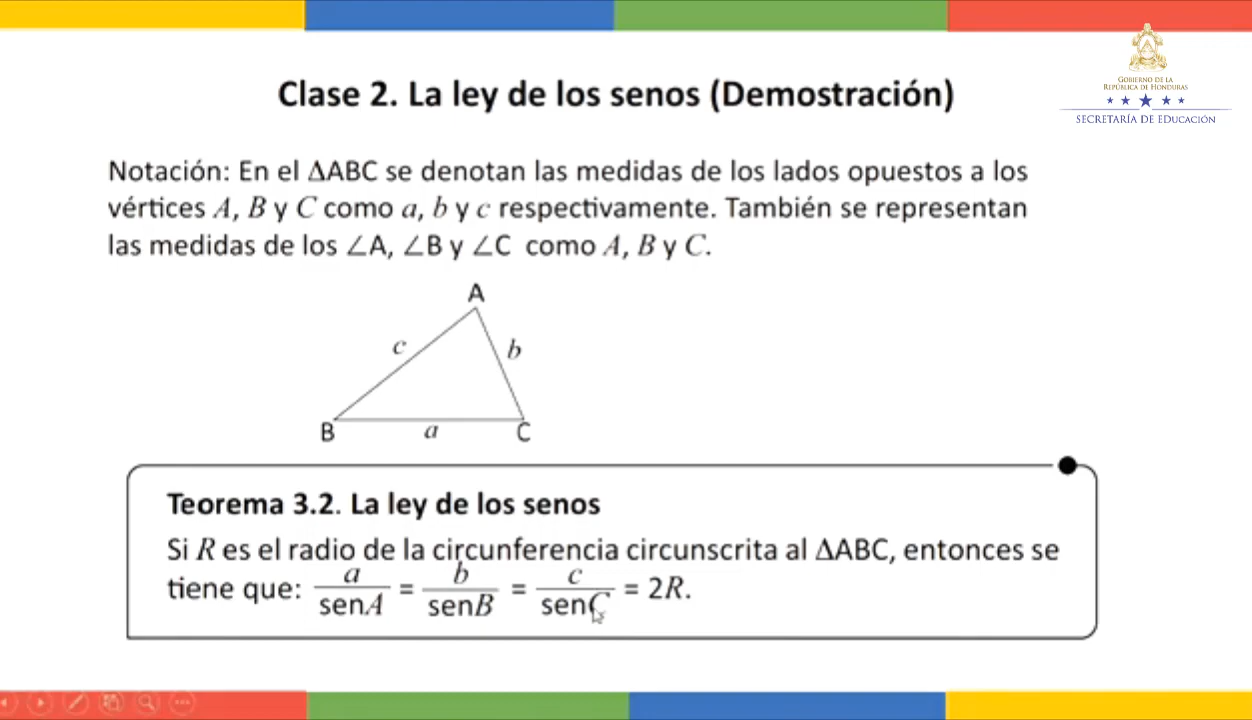 GOBIERNO DE LA
REPÚBLICA DE HONDURAS
SECRETARÍA DE EDUCACIÓN
Clase 2. La ley de los senos (Demostración)
Notación: En el ΔABC se denotan las medidas de los lados opuestos a los
vértices A, B y C como a, b y c respectivamente. También se representan
las medidas de los ∠A, ∠B y ∠C como A, B y C.
A
c b
B a C
Teorema 3.2. La ley de los senos
Si R es el radio de la circunferencia circunscrita al ΔABC, entonces se
tiene que: a/senA = b/senB = c/senC = 2R.